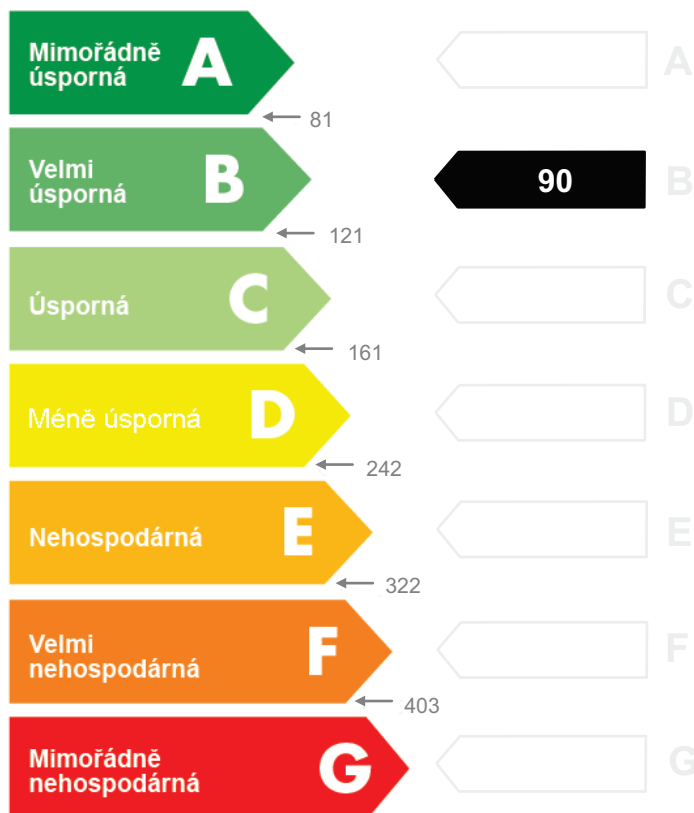 Mimořádně
úsporná
A
A
81
Velmi
úsporná
B
90
B
121
Úsporná
C
C
161
Méně úsporná
D
D
242
Nehospodárná
E
E
322
Velmi
nehospodárná
F
F
403
Mimořádně
nehospodárná
G
G